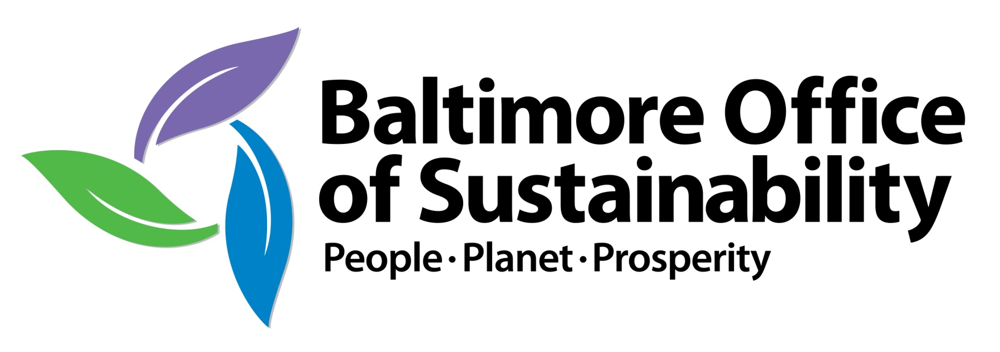 Baltimore Office
of Sustainability
People · Planet · Prosperity